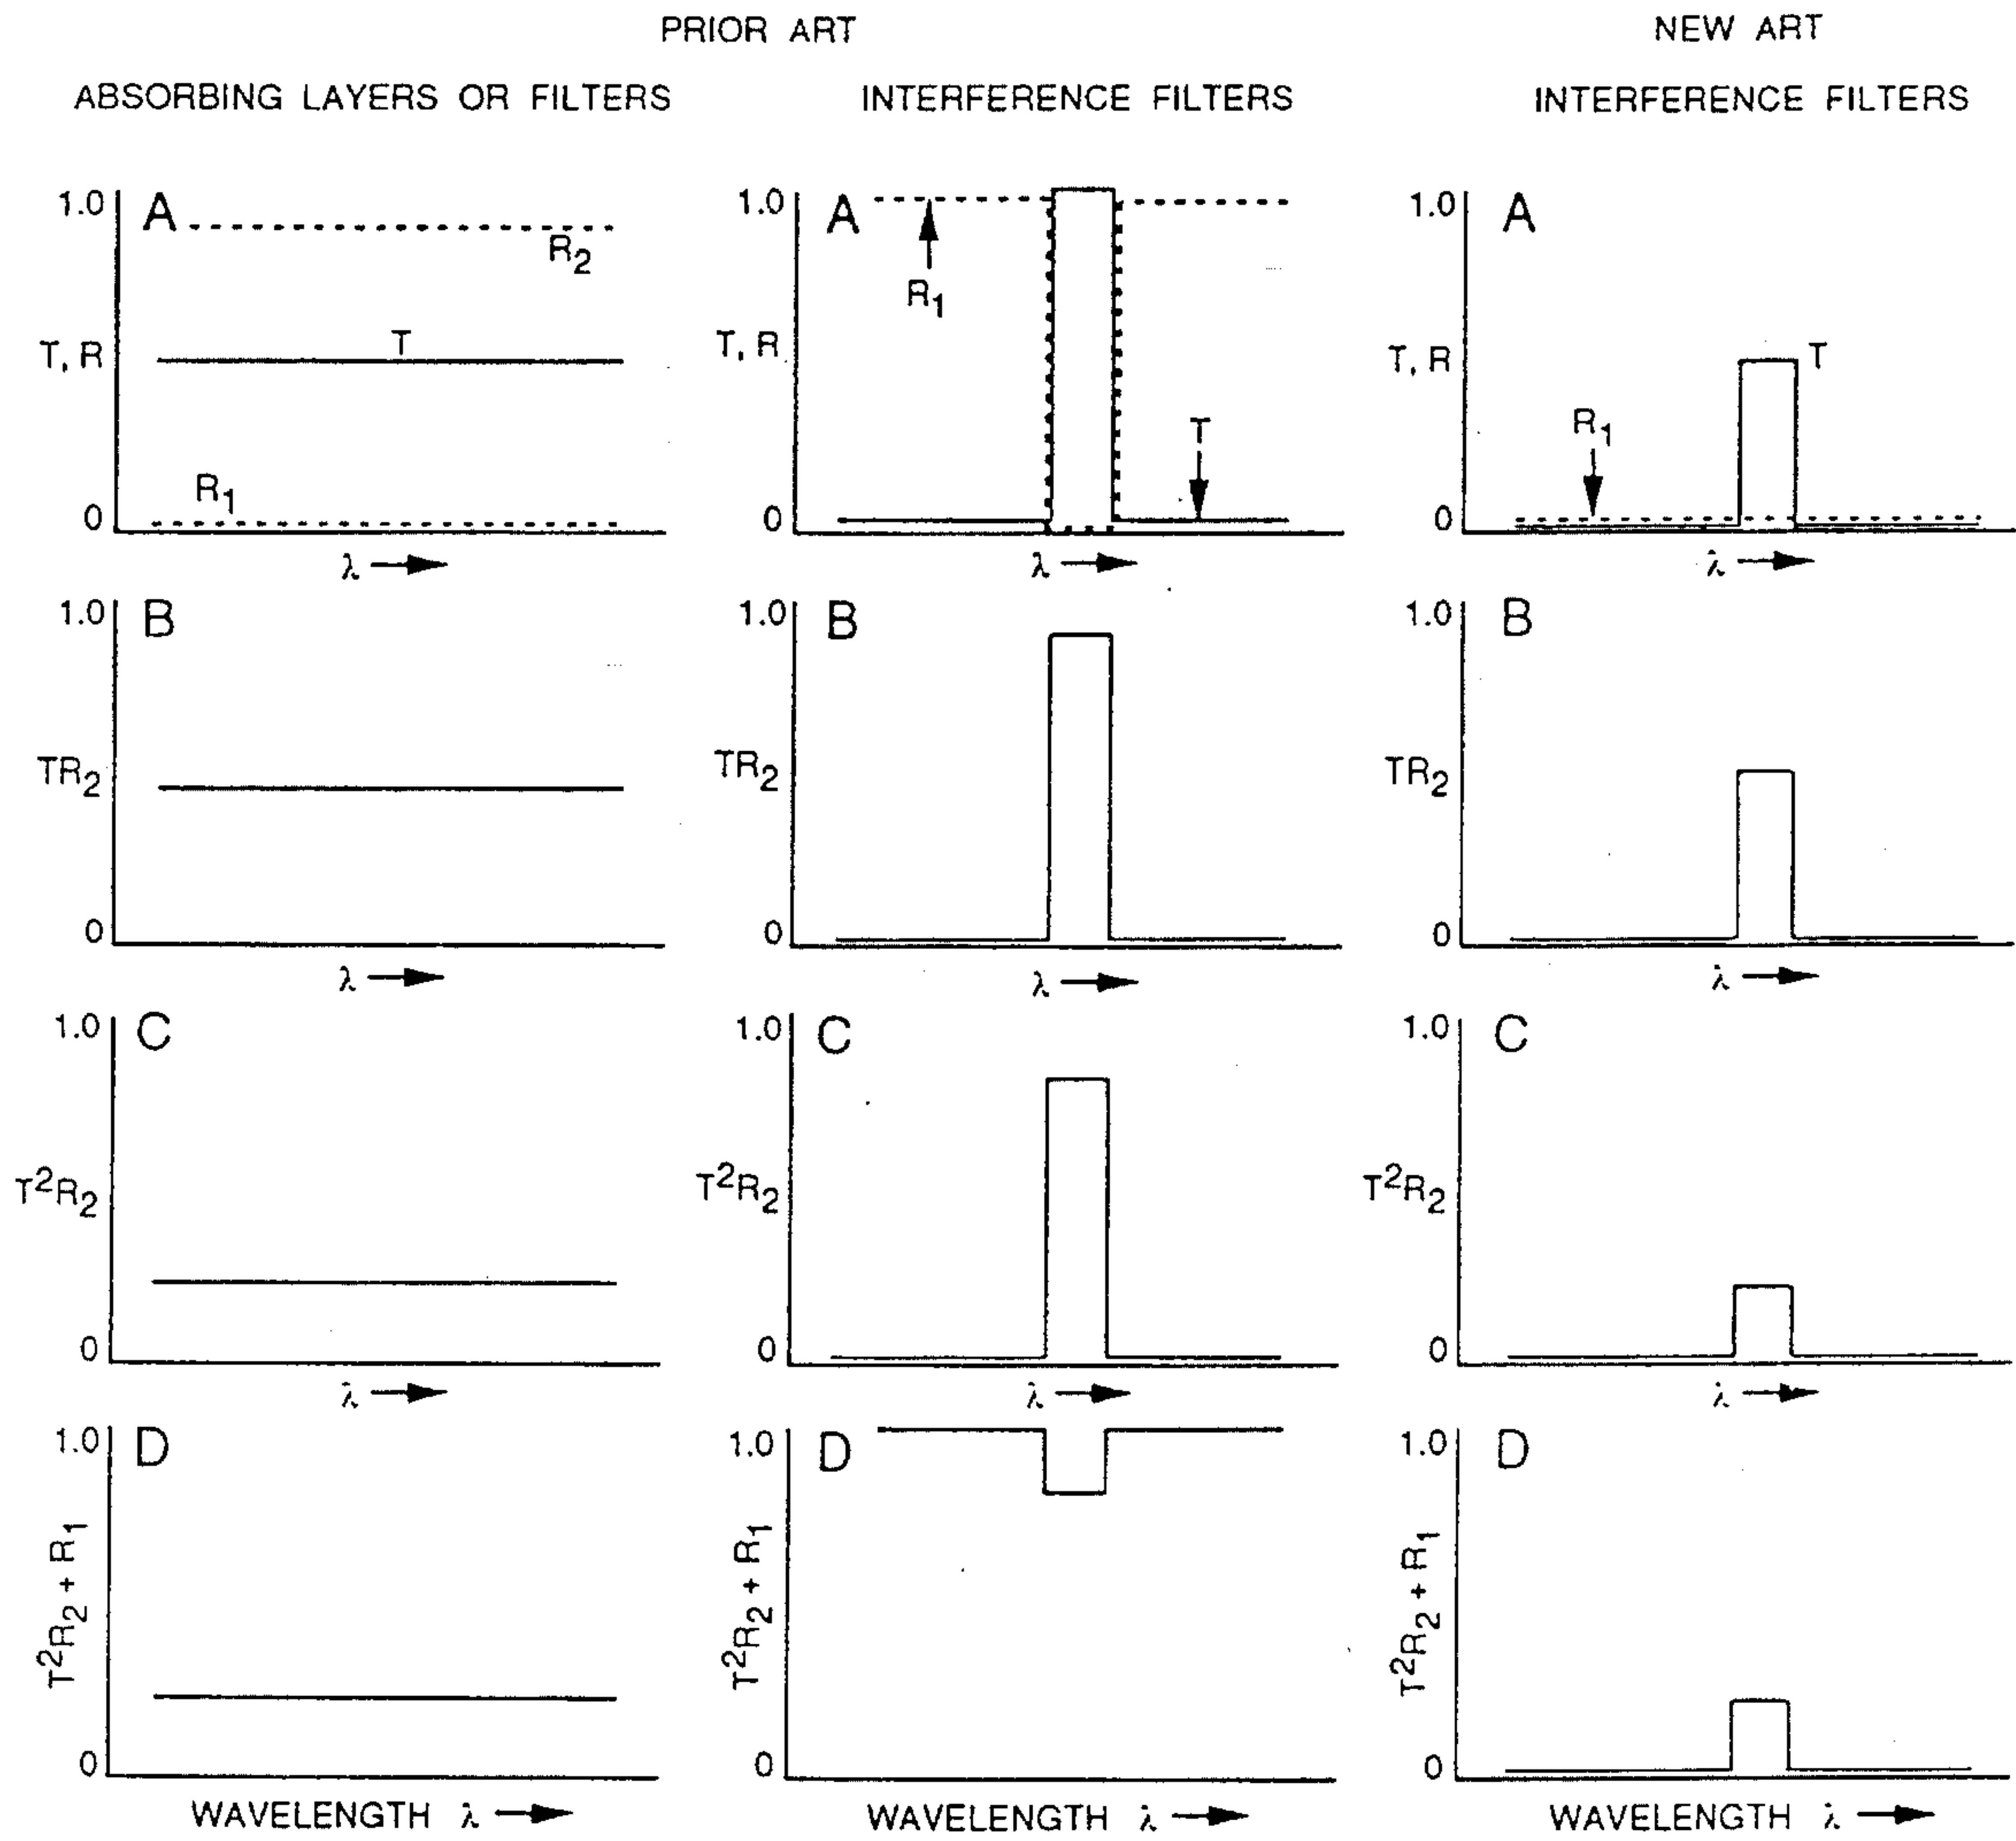 PRIOR ART
NEW ART
ABSORBING LAYERS OR FILTERS
INTERFERENCE FILTERS
INTERFERENCE FILTERS
1.0
A
R2
T, R
T
R1
0
λ
1.0
A
R1
T, R
T
0
λ
1.0
A
T, R
T
R1
0
λ
1.0
B
TR2
0
λ
1.0
B
TR2
0
λ
1.0
B
TR2
0
λ
1.0
C
T²R2
0
λ
1.0
C
T²R2
0
λ
1.0
C
T²R2
0
λ
1.0
D
T²R2 + R1
0
WAVELENGTH λ
1.0
D
T²R2 + R1
0
WAVELENGTH λ
1.0
D
T²R2 + R1
0
WAVELENGTH λ